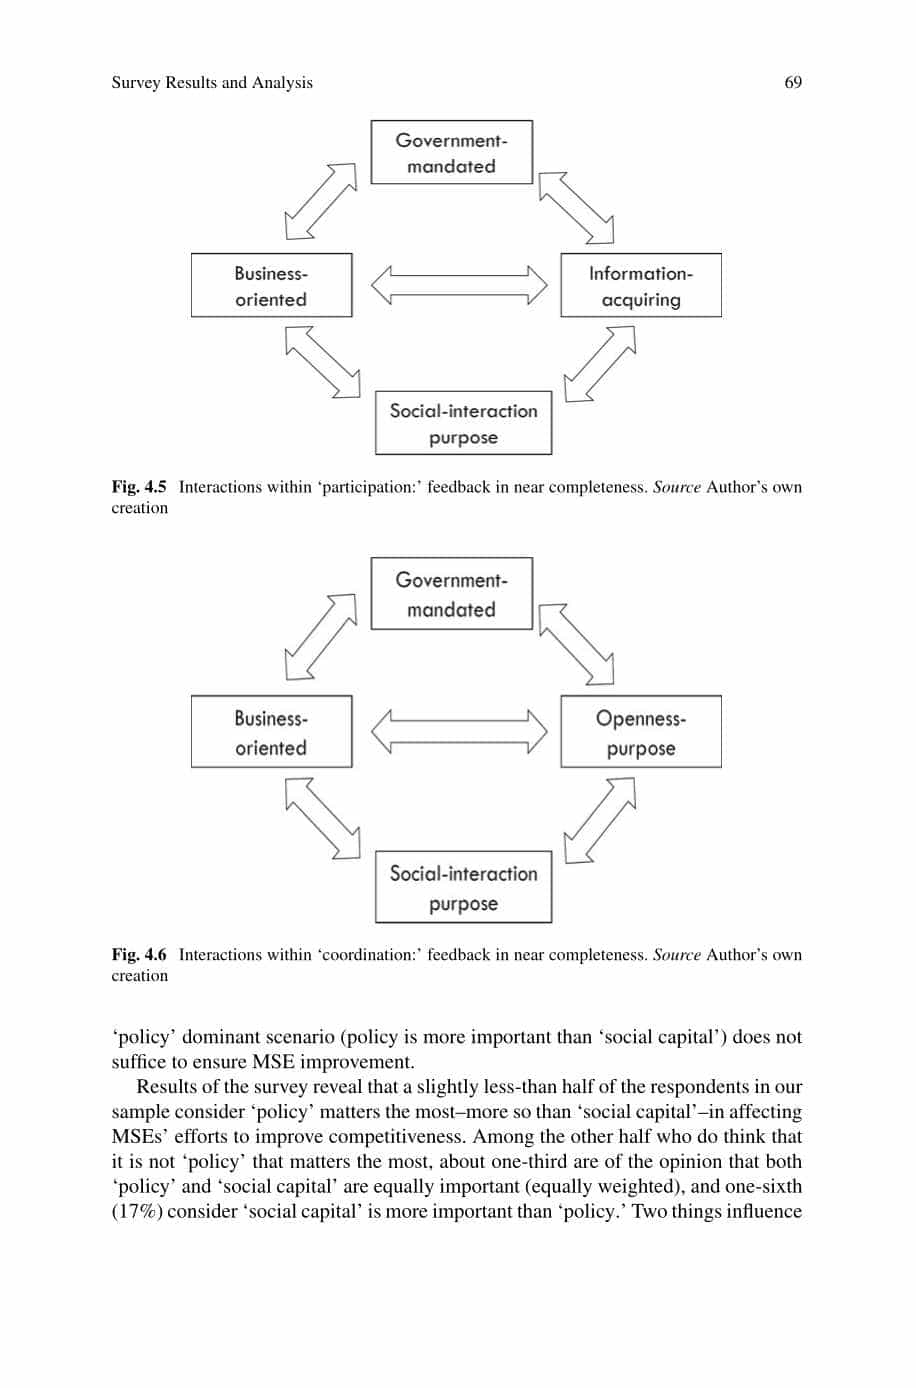 Survey Results and Analysis 69
Government-
mandated
Business-
oriented
Information-
acquiring
Social-interaction
purpose
Fig. 4.5 Interactions within ‘participation:’ feedback in near completeness. Source Author’s own
creation
Government-
mandated
Business-
oriented
Openness-
purpose
Social-interaction
purpose
Fig. 4.6 Interactions within ‘coordination:’ feedback in near completeness. Source Author’s own
creation
‘policy’ dominant scenario (policy is more important than ‘social capital’) does not
suffice to ensure MSE improvement.
Results of the survey reveal that a slightly less-than half of the respondents in our
sample consider ‘policy’ matters the most–more so than ‘social capital’–in affecting
MSEs’ efforts to improve competitiveness. Among the other half who do think that
it is not ‘policy’ that matters the most, about one-third are of the opinion that both
‘policy’ and ‘social capital’ are equally important (equally weighted), and one-sixth
(17%) consider ‘social capital’ is more important than ‘policy.’ Two things influence